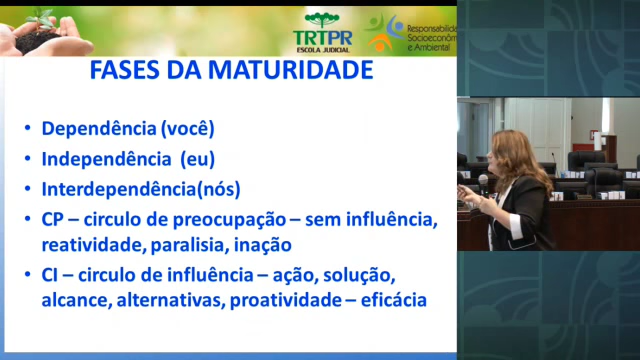 TRTPR
ESCOLA JUDICIAL
Responsabilida
Socioeconôm
e Ambiental
FASES DA MATURIDADE
• Dependência (você)
• Independência (eu)
• Interdependência(nós)
• CP – circulo de preocupação – sem influência,
reatividade, paralisia, inação
• CI – circulo de influência – ação, solução,
alcance, alternativas, proatividade – eficácia